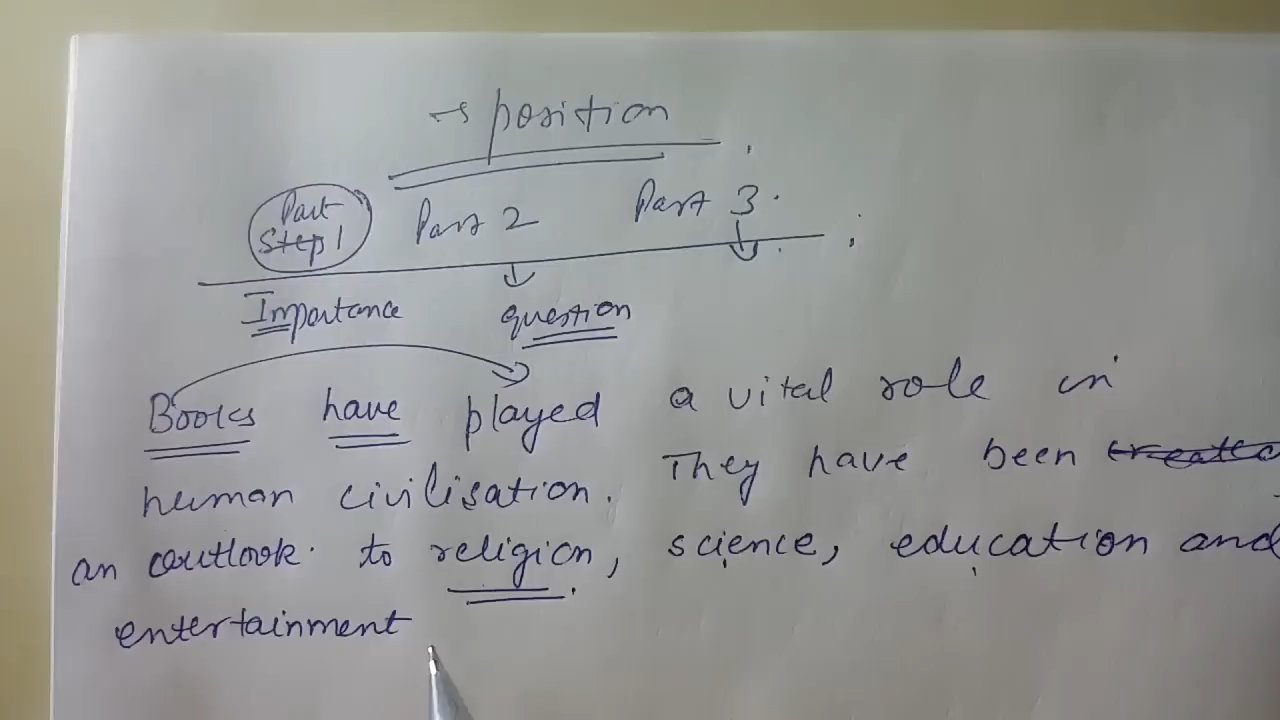 → position
Part Part 2 Part 3.
Step 1
Importance question
Books have played a vital role in
human civilisation. They have been
an outlook. to religion, science, education and
entertainment